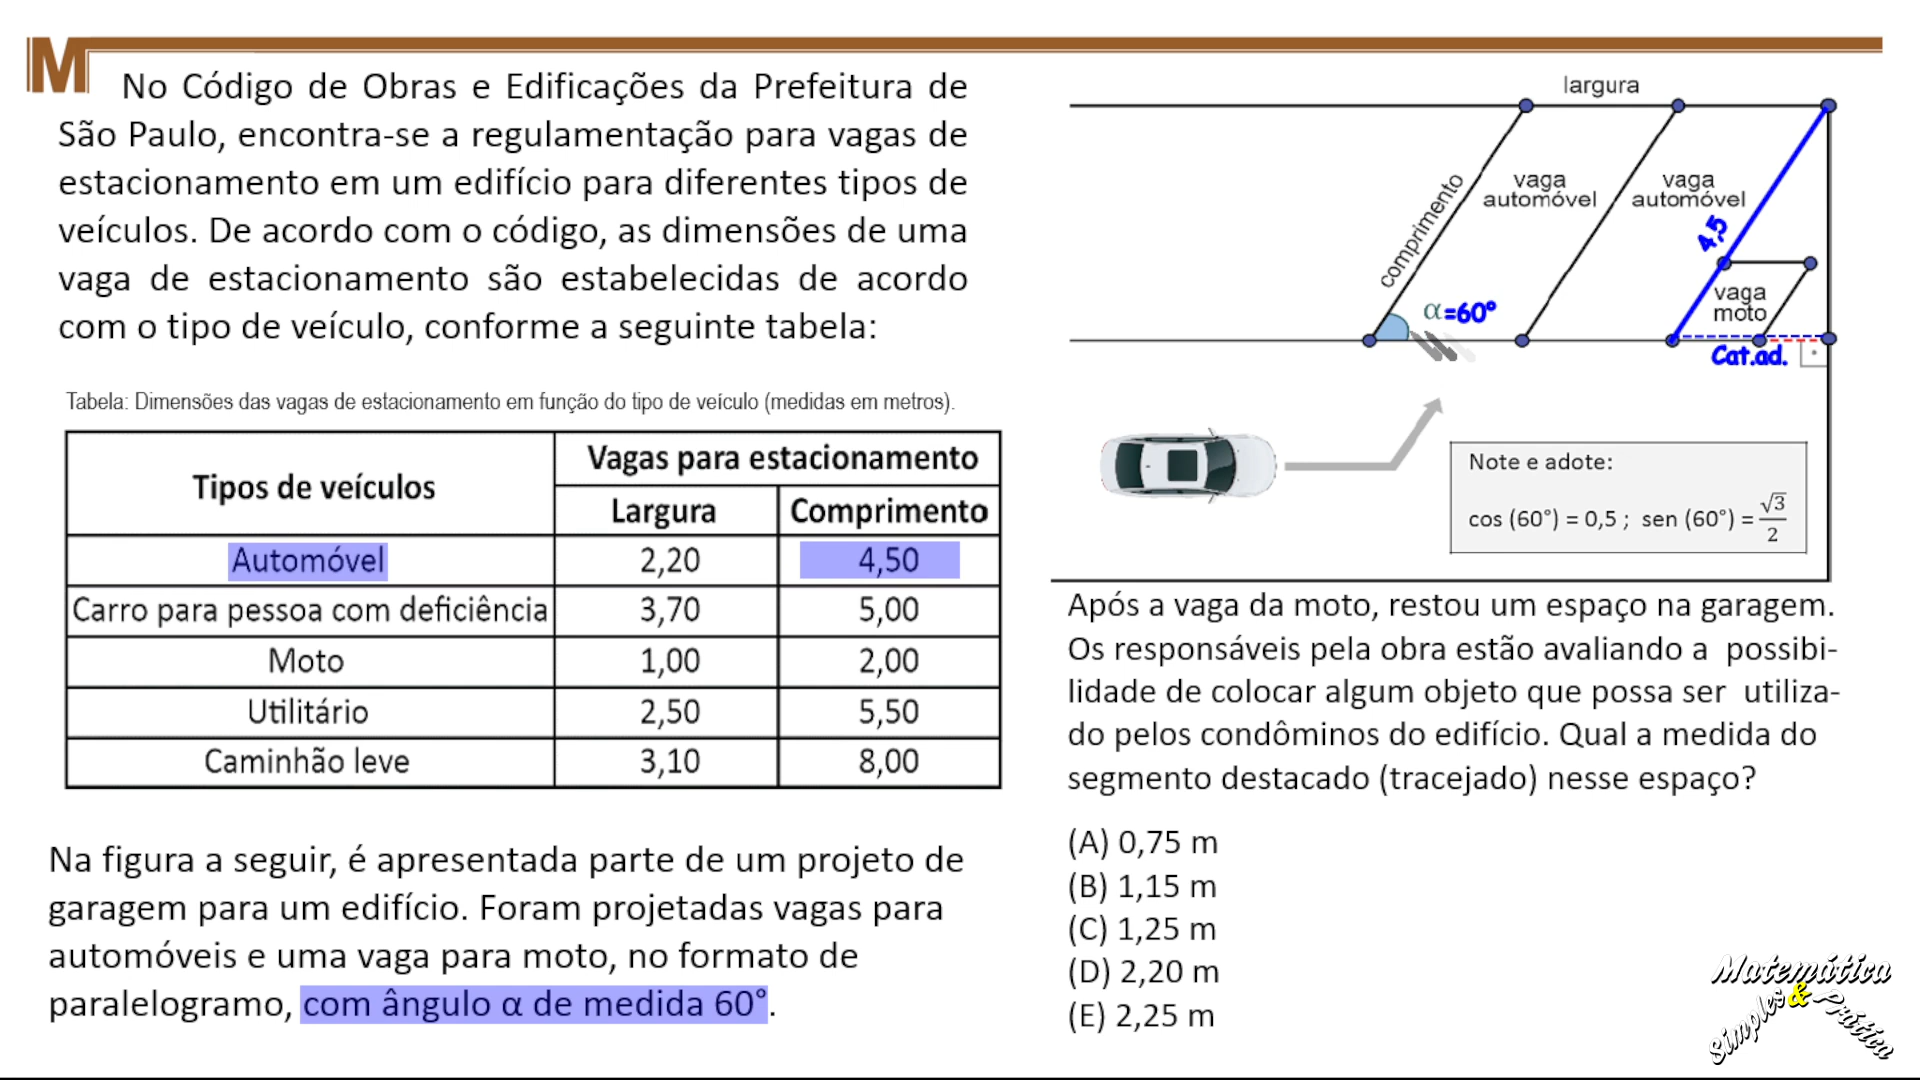 M
No Código de Obras e Edificações da Prefeitura de
São Paulo, encontra-se a regulamentação para vagas de
estacionamento em um edifício para diferentes tipos de
veículos. De acordo com o código, as dimensões de uma
vaga de estacionamento são estabelecidas de acordo
com o tipo de veículo, conforme a seguinte tabela:
Tabela: Dimensões das vagas de estacionamento em função do tipo de veículo (medidas em metros).
Tipos de veículos
Vagas para estacionamento
Largura Comprimento
Automóvel 2,20 4,50
Carro para pessoa com deficiência 3,70 5,00
Moto 1,00 2,00
Utilitário 2,50 5,50
Caminhão leve 3,10 8,00
Na figura a seguir, é apresentada parte de um projeto de
garagem para um edifício. Foram projetadas vagas para
automóveis e uma vaga para moto, no formato de
paralelogramo, com ângulo α de medida 60°.
largura
comprimento
vaga
automóvel
vaga
automóvel
4,5
vaga
moto
α=60°
Cat.ad.
Note e adote:
cos (60°) = 0,5 ; sen (60°) = √3/2
Após a vaga da moto, restou um espaço na garagem.
Os responsáveis pela obra estão avaliando a possibi-
lidade de colocar algum objeto que possa ser utiliza-
do pelos condôminos do edifício. Qual a medida do
segmento destacado (tracejado) nesse espaço?
(A) 0,75 m
(B) 1,15 m
(C) 1,25 m
(D) 2,20 m
(E) 2,25 m
Matemática
Simples & Prática